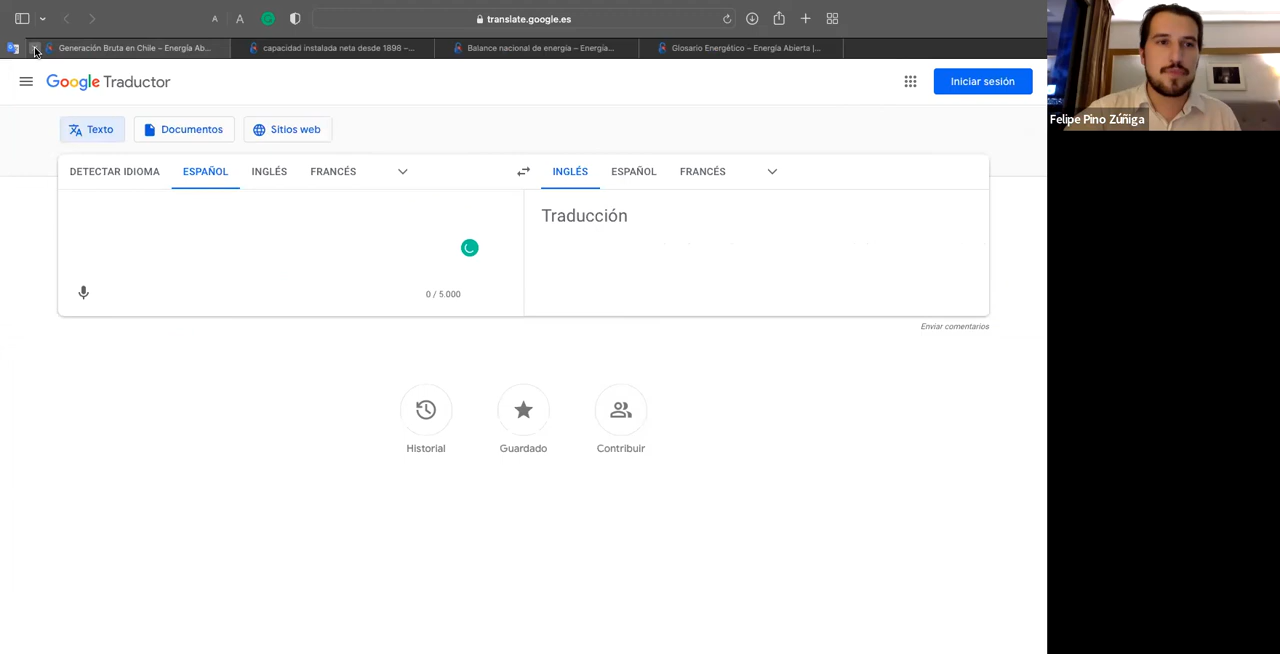 A A translate.google.es
Generación Bruta en Chile – Energía Ab... capacidad instalada neta desde 1898 –... Balance nacional de energía – Energía... Glosario Energético – Energía Abierta |...
Google Traductor Iniciar sesión
Texto Documentos Sitios web
DETECTAR IDIOMA ESPAÑOL INGLÉS FRANCÉS INGLÉS ESPAÑOL FRANCÉS
Traducción
0 / 5.000
Enviar comentarios
Historial Guardado Contribuir
Felipe Pino Zúñiga